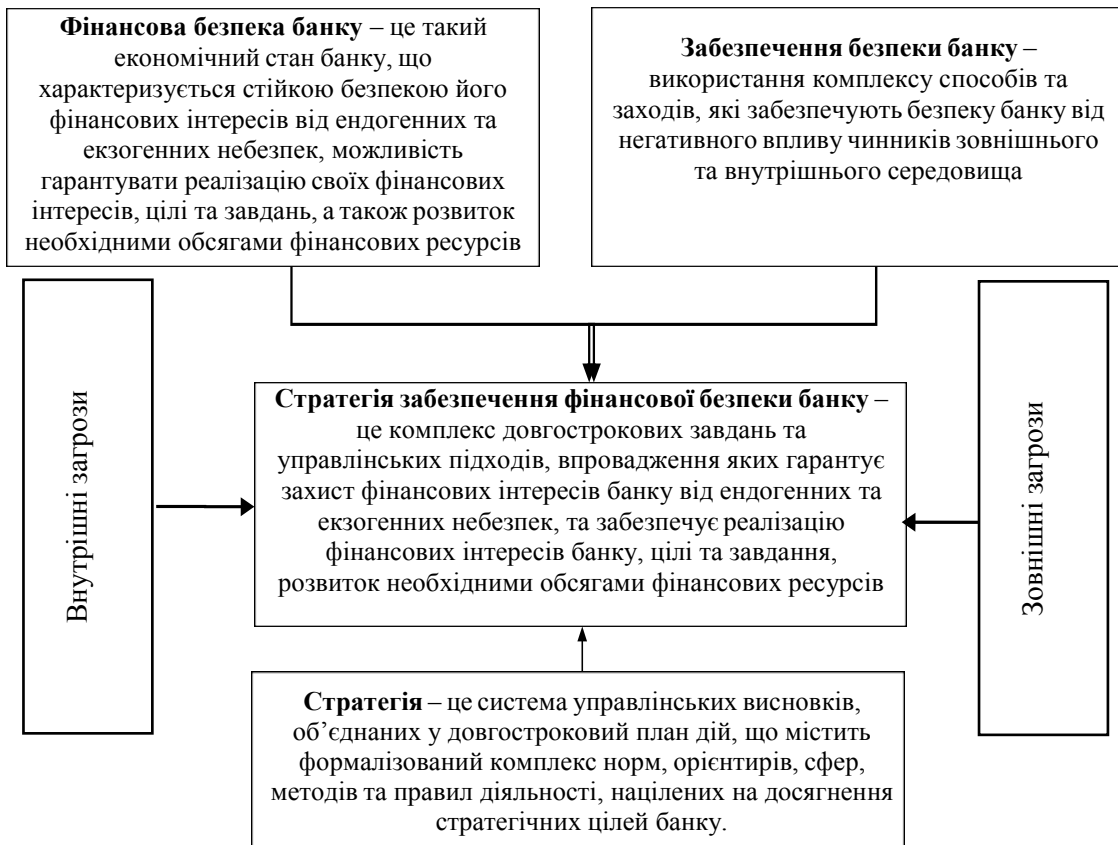 Фінансова безпека банку – це такий
економічний стан банку, що
характеризується стійкою безпекою його
фінансових інтересів від ендогенних та
екзогенних небезпек, можливість
гарантувати реалізацію своїх фінансових
інтересів, цілі та завдань, а також розвиток
необхідними обсягами фінансових ресурсів
Забезпечення безпеки банку –
використання комплексу способів та
заходів, які забезпечують безпеку банку від
негативного впливу чинників зовнішнього
та внутрішнього середовища
Внутрішні загрози
Стратегія забезпечення фінансової безпеки банку –
це комплекс довгострокових завдань та
управлінських підходів, впровадження яких гарантує
захист фінансових інтересів банку від ендогенних та
екзогенних небезпек, та забезпечує реалізацію
фінансових інтересів банку, цілі та завдання,
розвиток необхідними обсягами фінансових ресурсів
Зовнішні загрози
Стратегія – це система управлінських висновків,
об’єднаних у довгостроковий план дій, що містить
формалізований комплекс норм, орієнтирів, сфер,
методів та правил діяльності, націлених на досягнення
стратегічних цілей банку.